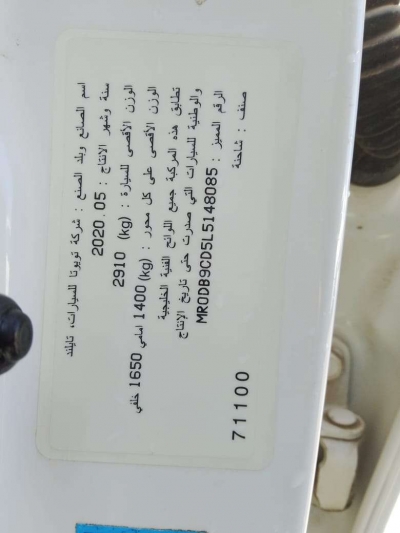 اسم الصانع وبلد الصنع : شركة تويوتا للسيارات، تايلند
سنة وشهر الانتاج : 2020.05
الوزن الأقصى للسيارة : (kg) 2910
الوزن الأقصى على كل محور : (kg) 1400 امامي 1650 خلفي
تطابق هذه المركبة جميع اللوائح الفنية الخليجية
والوطنية للسيارات التي صدرت حتى تاريخ الإنتاج
الرقم المميز : MR0DB9CD5L5148085
صنف : شاحنة
71100